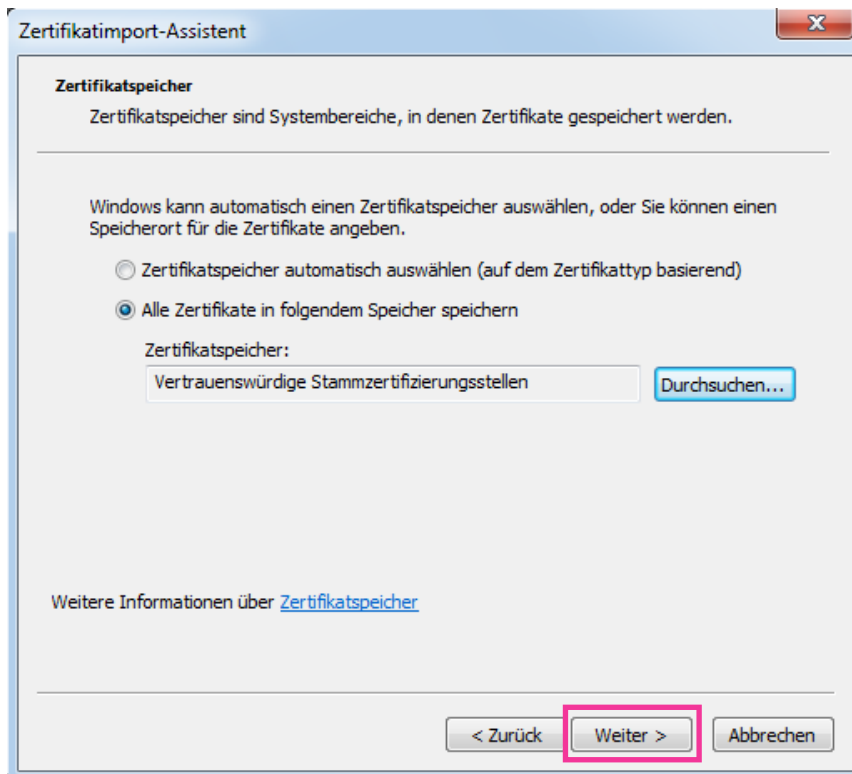 Zertifikatimport-Assistent
Zertifikatspeicher
Zertifikatspeicher sind Systembereiche, in denen Zertifikate gespeichert werden.
Windows kann automatisch einen Zertifikatspeicher auswählen, oder Sie können einen
Speicherort für die Zertifikate angeben.
Zertifikatspeicher automatisch auswählen (auf dem Zertifikattyp basierend)
Alle Zertifikate in folgendem Speicher speichern
Zertifikatspeicher:
Vertrauenswürdige Stammzertifizierungsstellen Durchsuchen...
Weitere Informationen über Zertifikatspeicher
< Zurück Weiter > Abbrechen